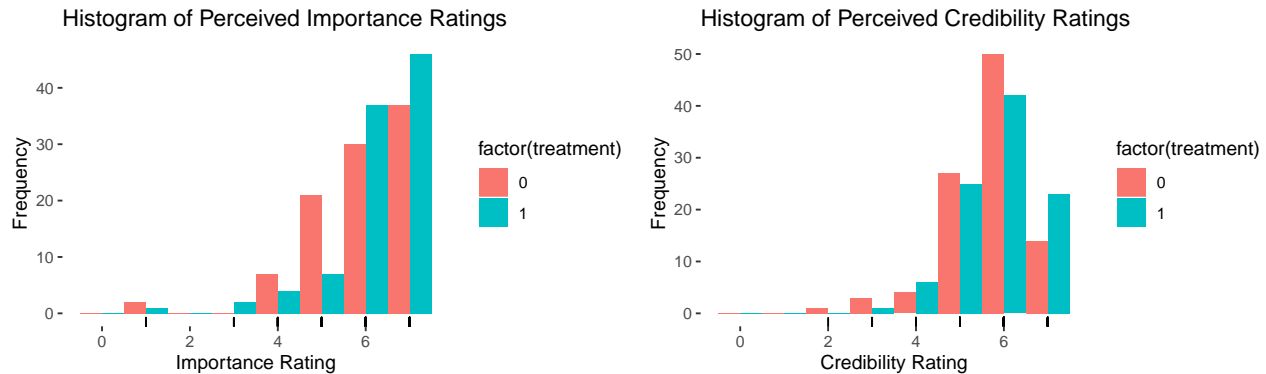 Histogram of Perceived Importance Ratings
Frequency
40
30
20
10
0
0 2 4 6
Importance Rating
factor(treatment)
0
1
Histogram of Perceived Credibility Ratings
Frequency
50
40
30
20
10
0
0 2 4 6
Credibility Rating
factor(treatment)
0
1